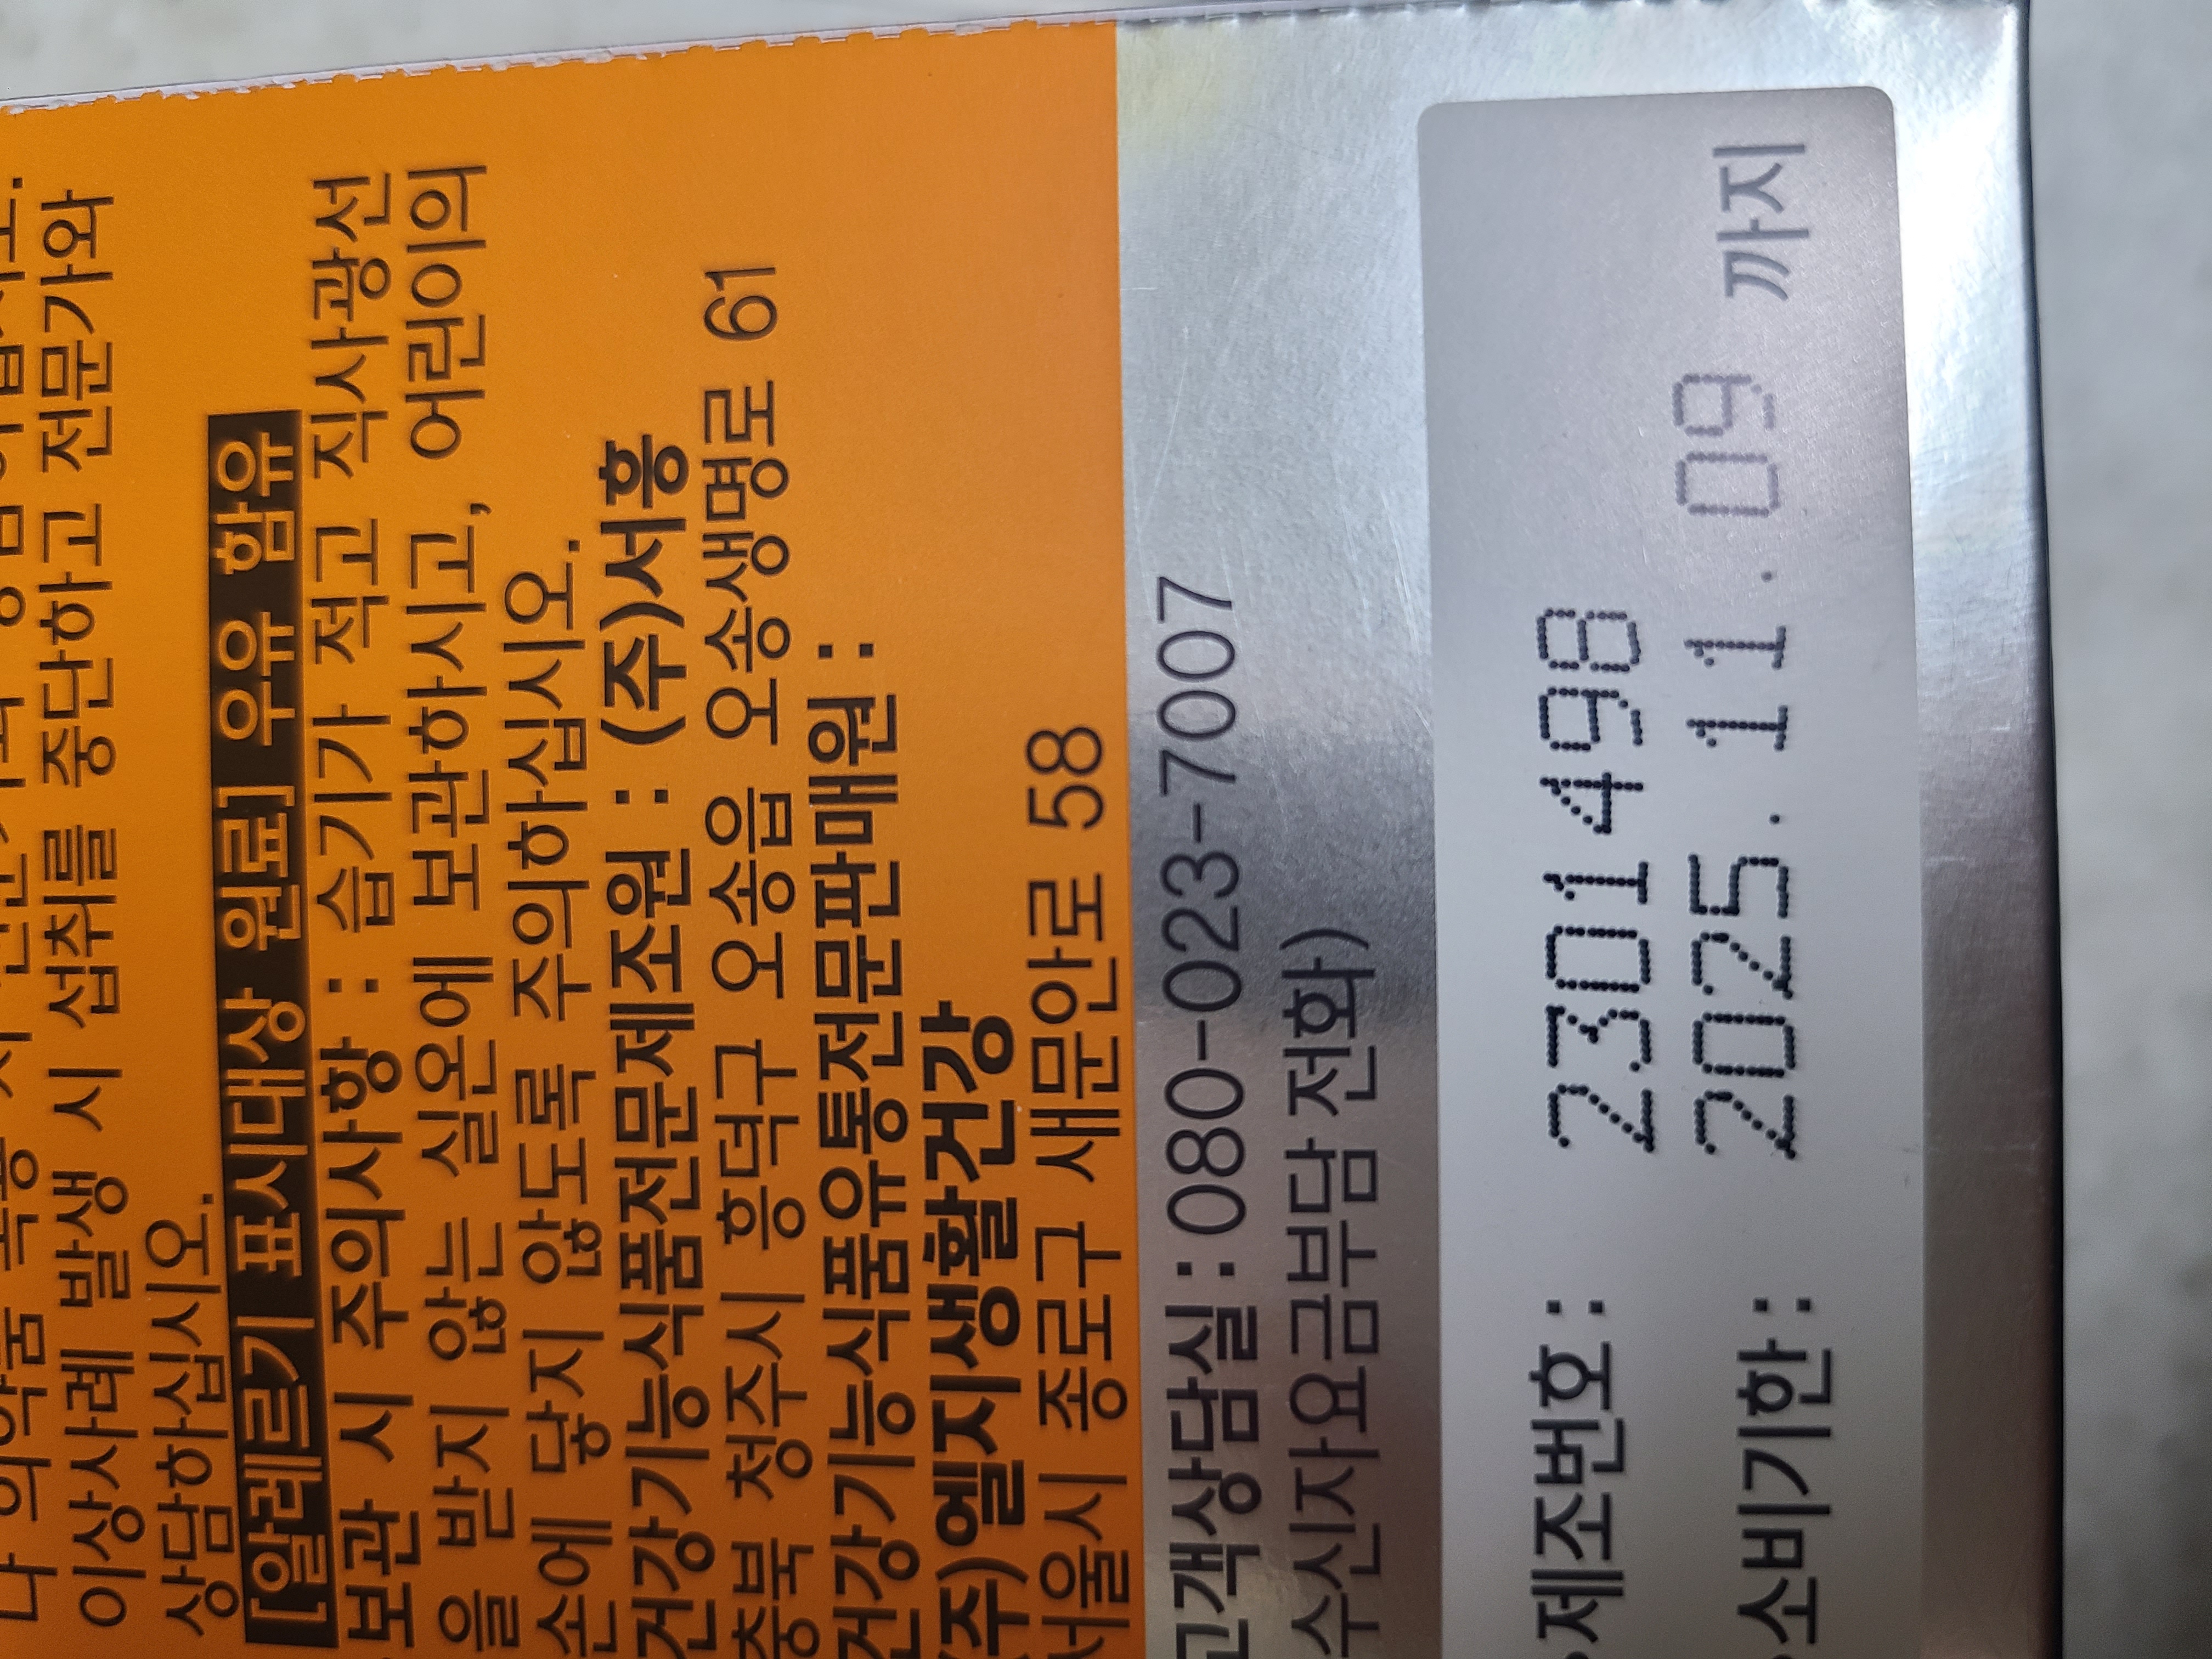 나 의약품
이상사례 발생 시 섭취를 중단하고 전문가와
상담하십시오.
[알레르기 표시대상 원료] 우유 함유
보관 시 주의사항 : 습기가 적고 직사광선
을 받지 않는 실온에 보관하시고, 어린이의
손에 닿지 않도록 주의하십시오.
건강기능식품전문제조원 : (주)서흥
충북 청주시 흥덕구 오송읍 오송생명로 61
건강기능식품유통전문판매원 :
(주)엘지생활건강
서울시 종로구 새문안로 58
고객상담실:080-023-7007
수신자요금부담 전화)
제조번호 : 2301498
소비기한 : 2025.11.09 까지